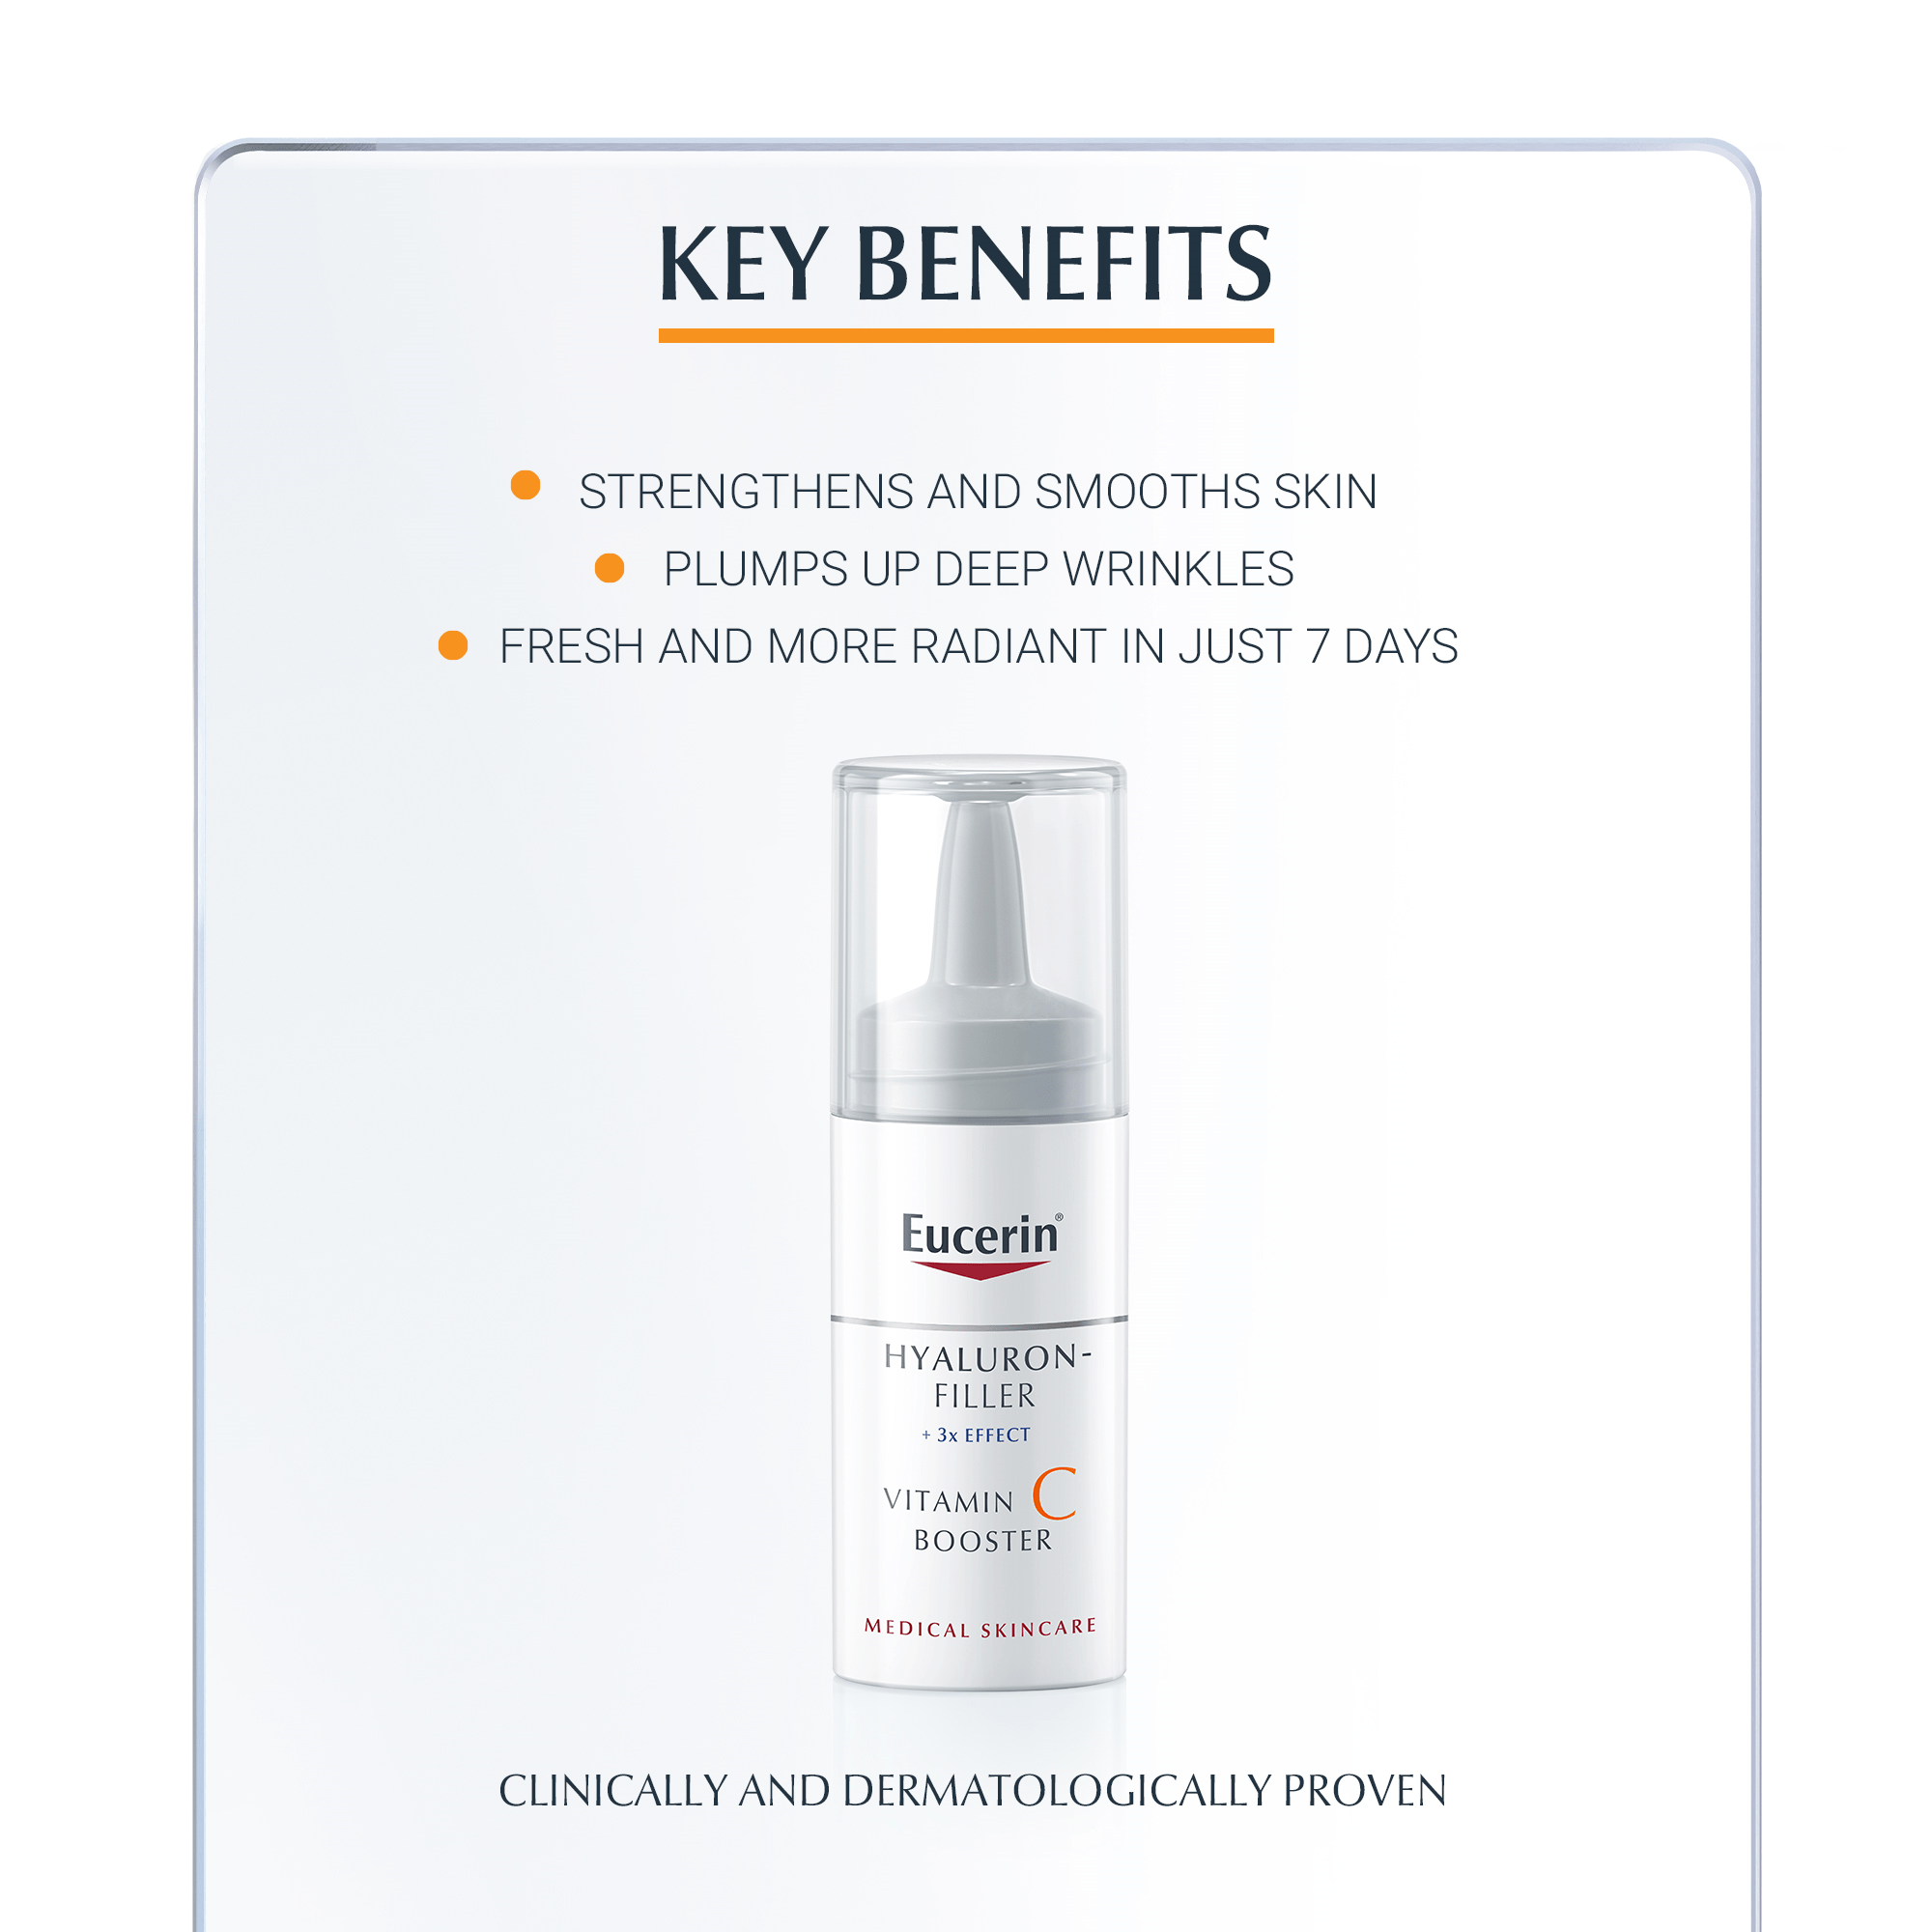 KEY BENEFITS
STRENGTHENS AND SMOOTHS SKIN
PLUMPS UP DEEP WRINKLES
FRESH AND MORE RADIANT IN JUST 7 DAYS
Eucerin®
HYALURON-
FILLER
+ 3x EFFECT
VITAMIN C
BOOSTER
MEDICAL SKINCARE
CLINICALLY AND DERMATOLOGICALLY PROVEN